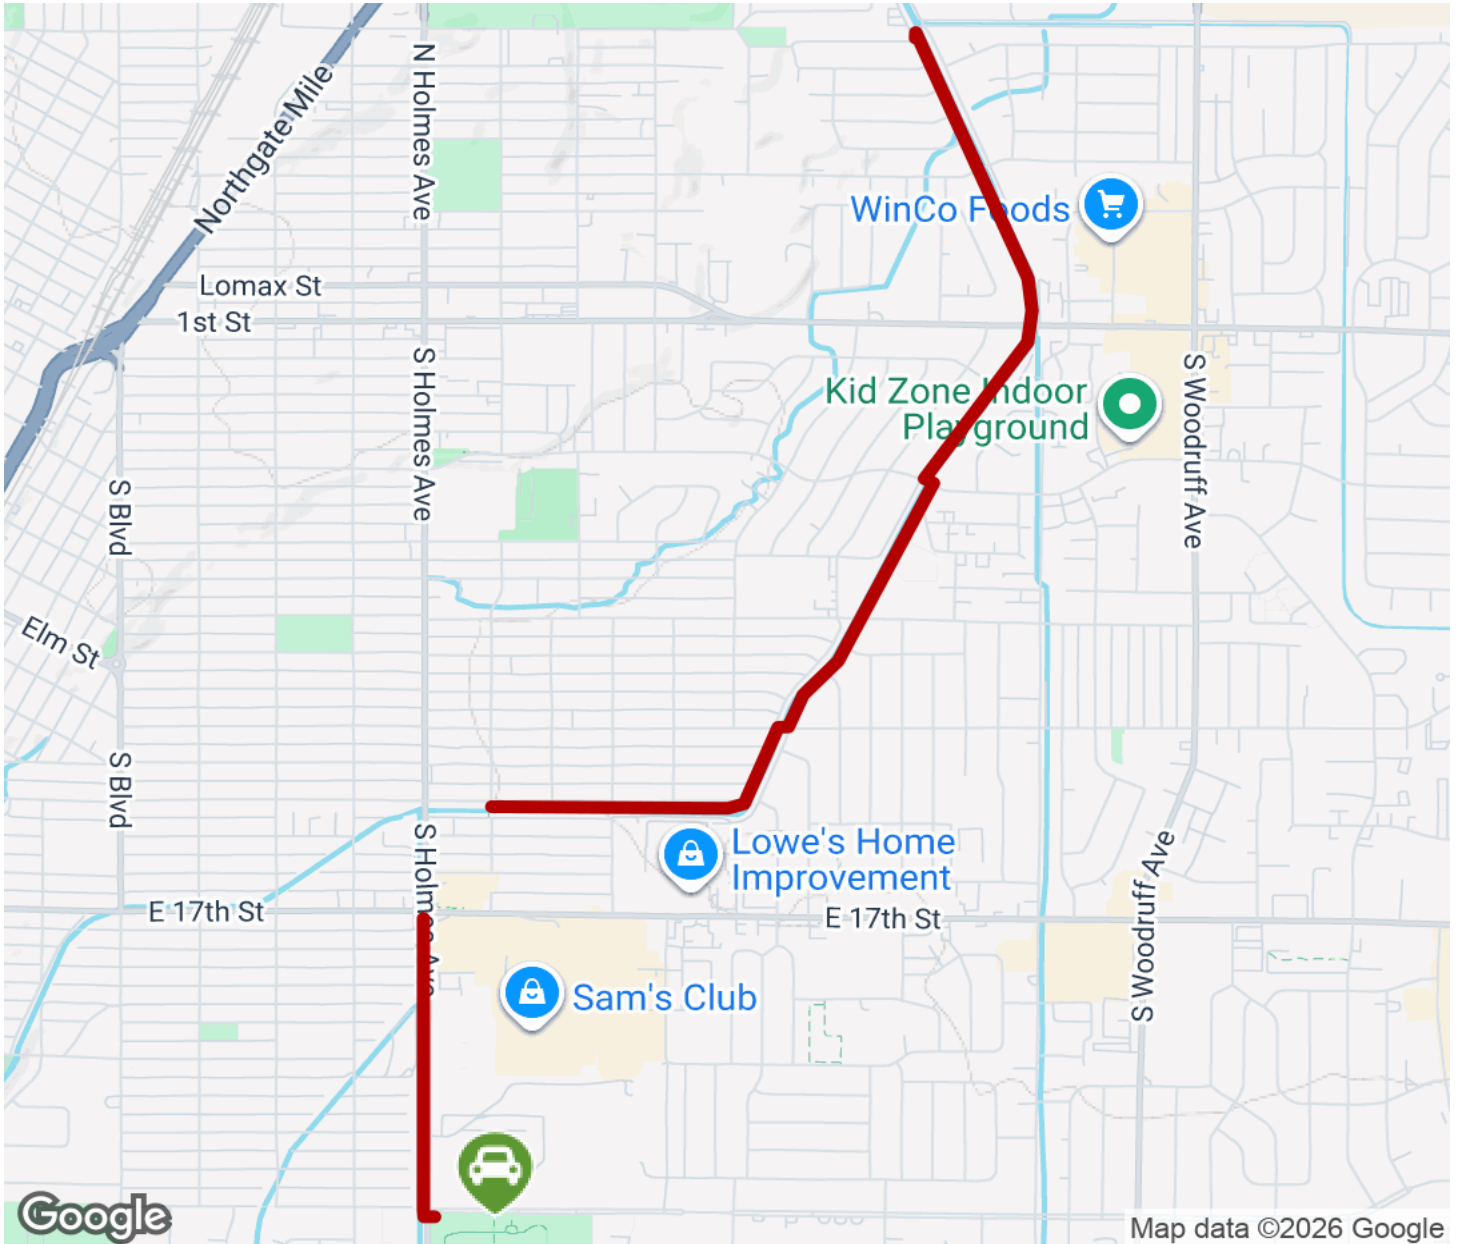 N Holmes Ave
Northgate Mile
WinCo Foods
Lomax St
1st St
S Holmes Ave
S Woodruff Ave
Kid Zone Indoor
Playground
S Blvd
Elm St
S Blvd
S Holmes Ave
Lowe's Home
Improvement
S Woodruff Ave
E 17th St
E 17th St
Sam's Club
Google
Map data ©2026 Google